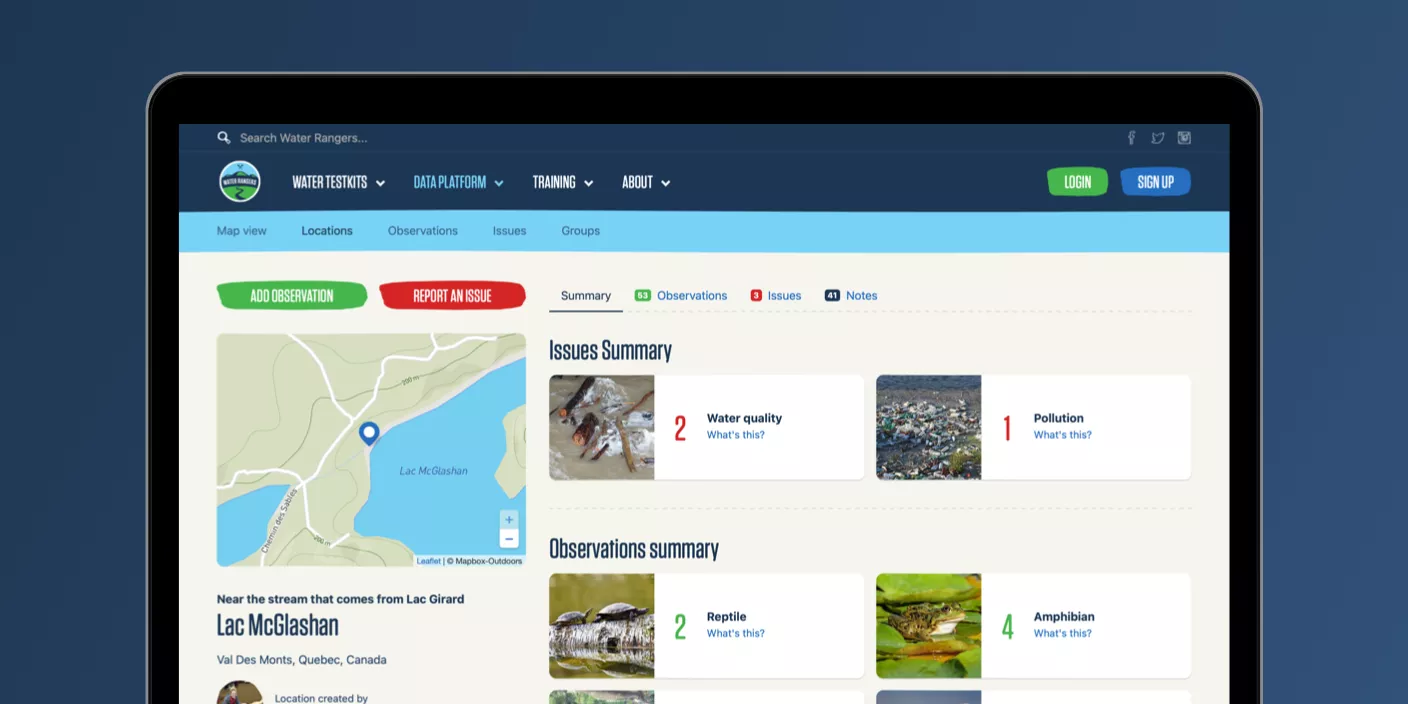 Search Water Rangers...
WATER RANGERS
WATER TESTKITS
DATA PLATFORM
TRAINING
ABOUT
LOGIN
SIGN UP
Map view
Locations
Observations
Issues
Groups
ADD OBSERVATION
REPORT AN ISSUE
Summary
53 Observations
3 Issues
41 Notes
200 m
Lac McGlashan
Chemin des Sables
200 m
+
−
Leaflet | © Mapbox-Outdoors
Near the stream that comes from Lac Girard
Lac McGlashan
Val Des Monts, Quebec, Canada
Location created by
Issues Summary
2
Water quality
What's this?
1
Pollution
What's this?
Observations summary
2
Reptile
What's this?
4
Amphibian
What's this?